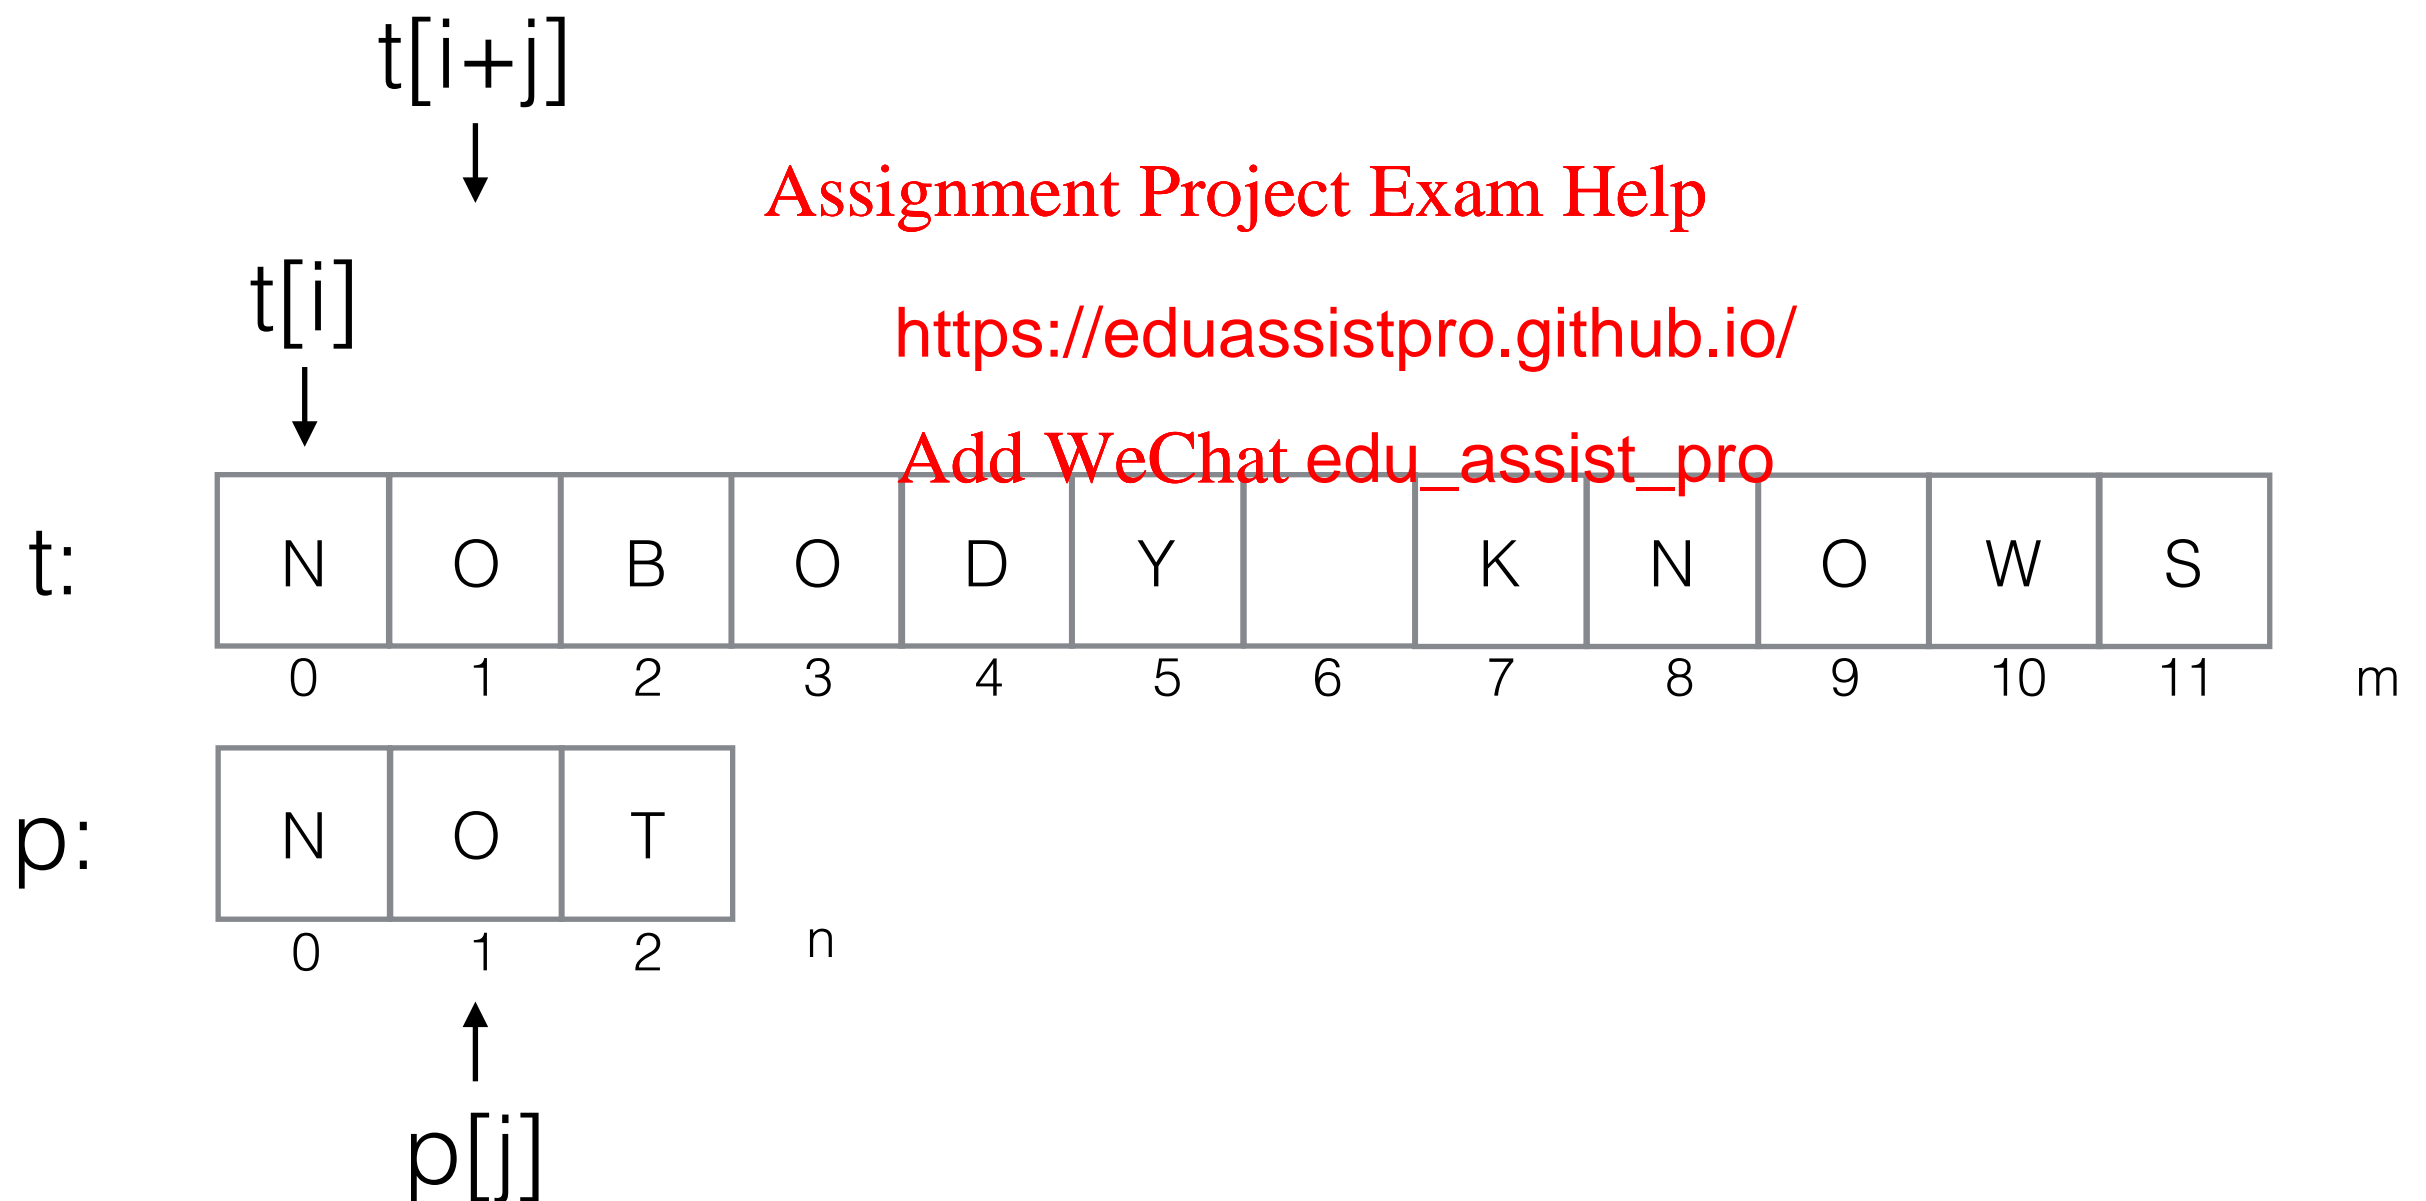 t[i+j]
Assignment Project Exam Help
t[i]
https://eduassistpro.github.io/
Add WeChat edu_assist_pro
t: N O B O D Y K N O W S
0 1 2 3 4 5 6 7 8 9 10 11 m
p: N O T
0 1 2 n
p[j]